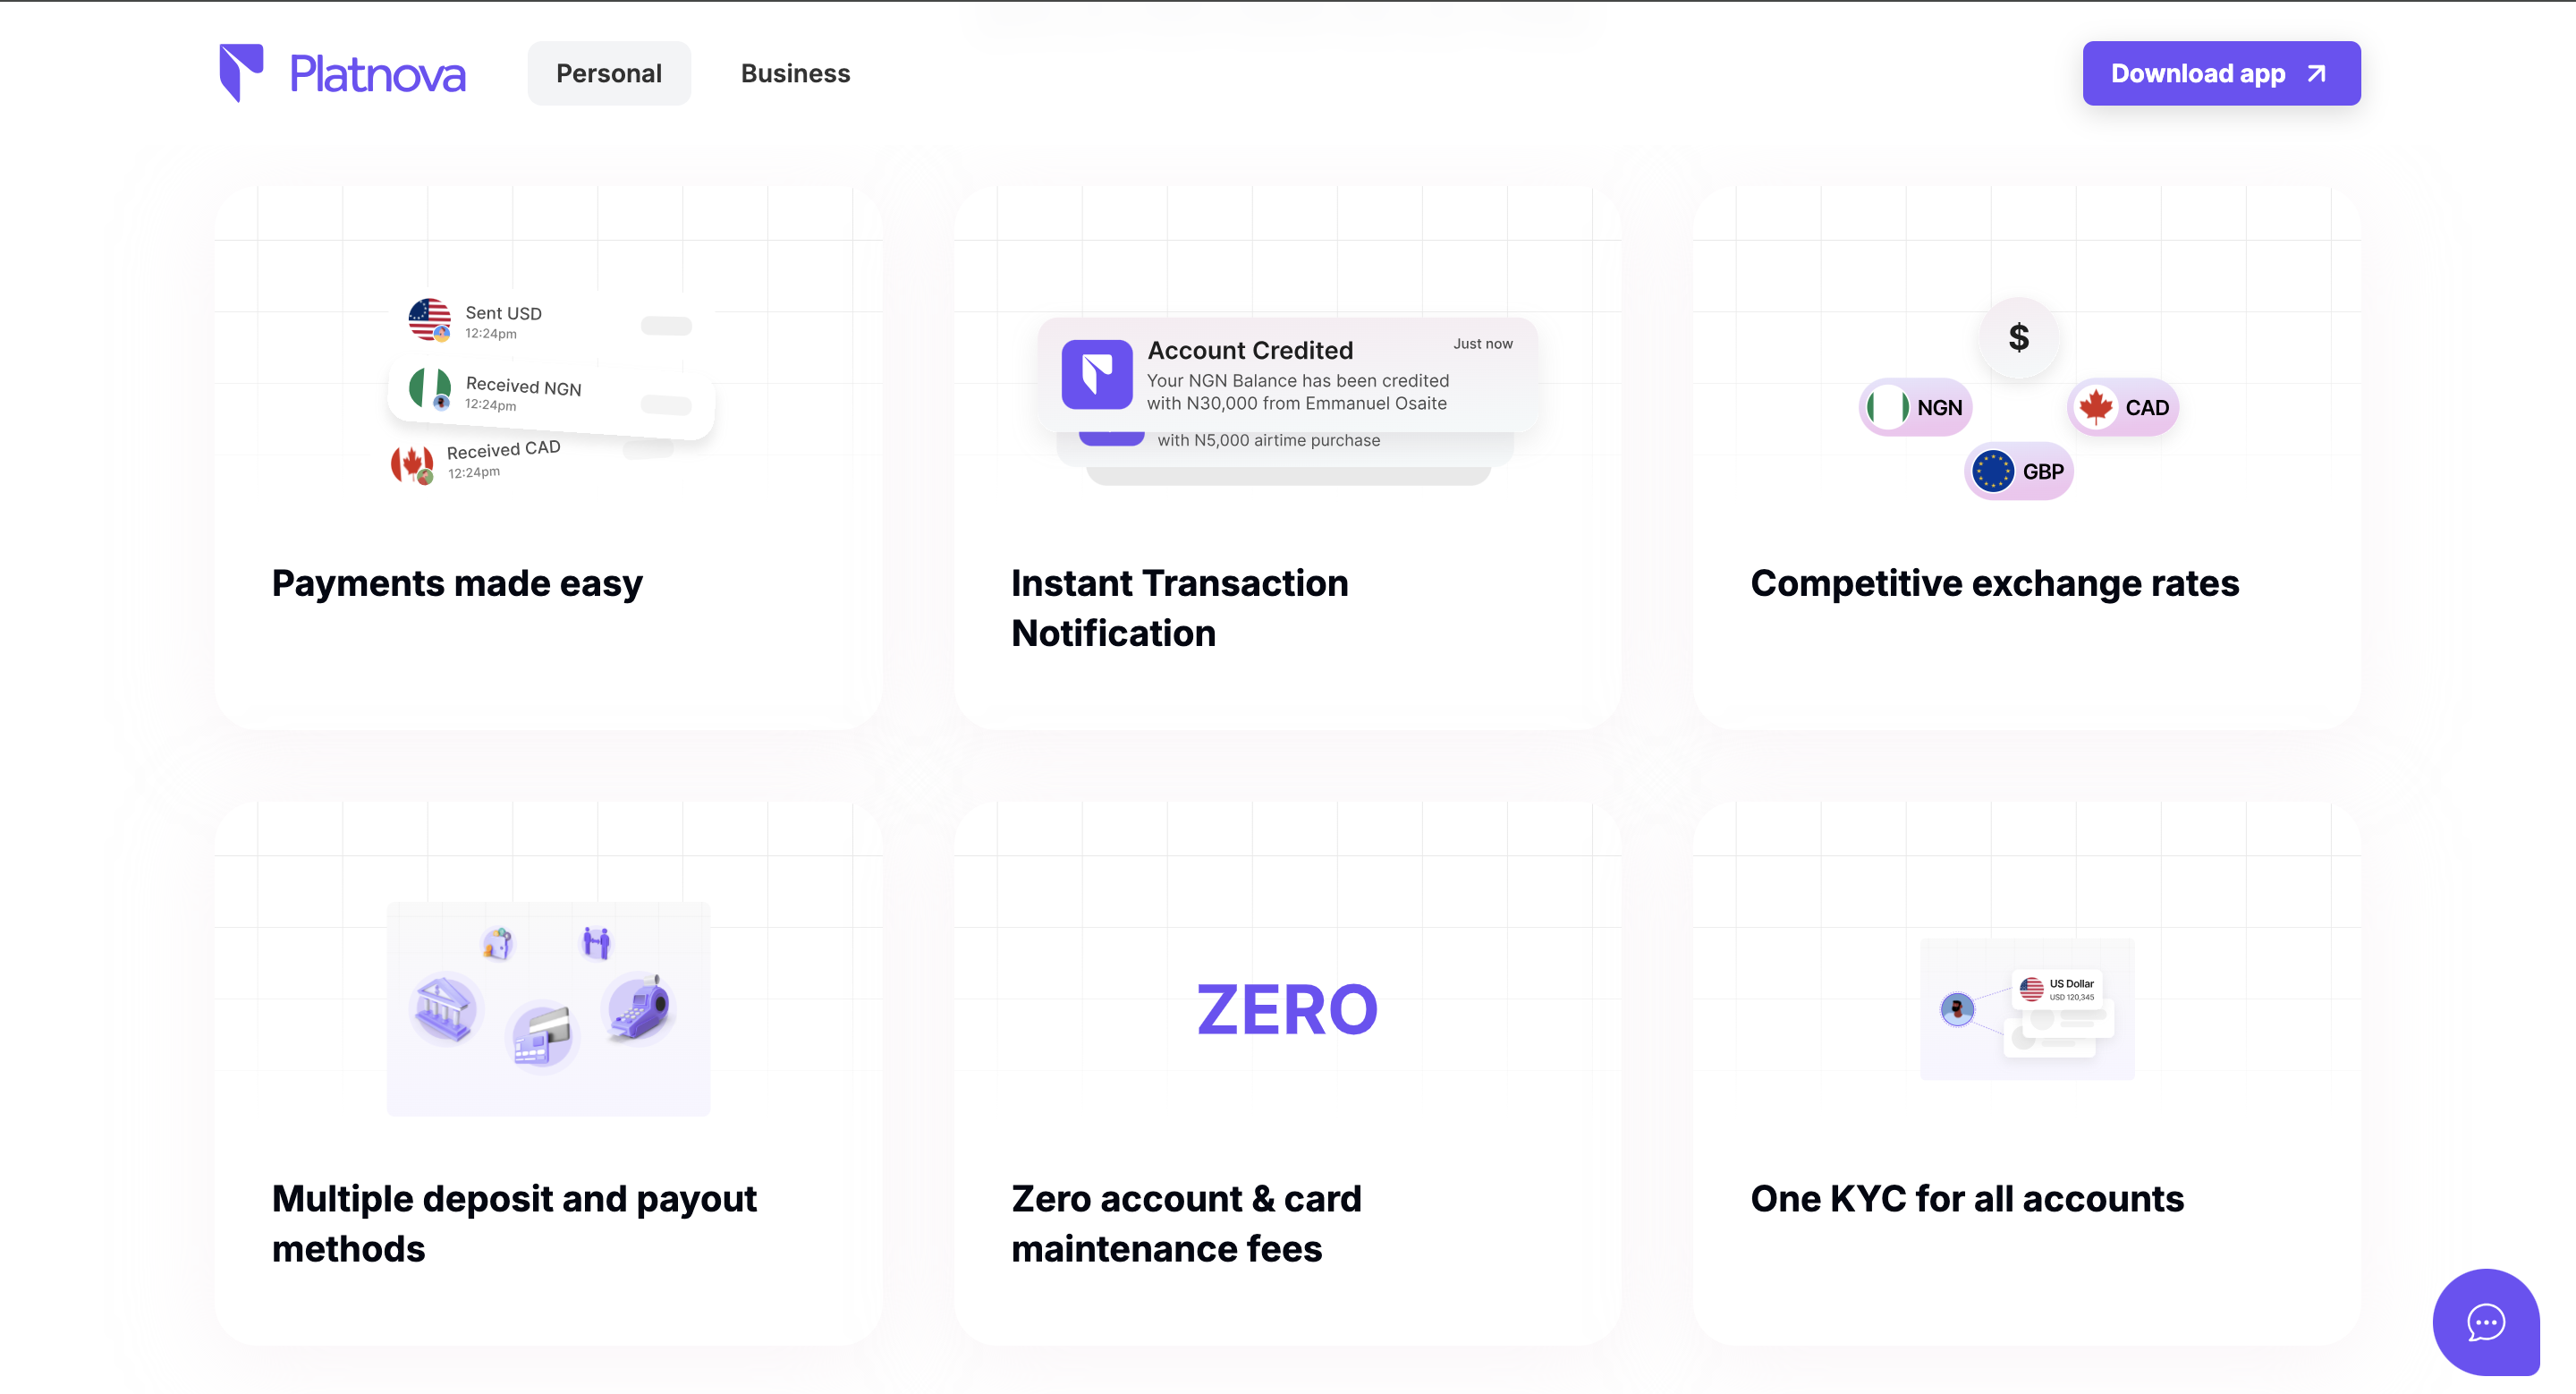 Platnova
Personal
Business
Download app
Sent USD
12:24pm
Received NGN
12:24pm
Received CAD
12:24pm
Payments made easy
Account Credited
Just now
Your NGN Balance has been credited
with N30,000 from Emmanuel Osaite
with N5,000 airtime purchase
Instant Transaction
Notification
$
NGN
CAD
GBP
Competitive exchange rates
Multiple deposit and payout
methods
ZERO
Zero account & card
maintenance fees
US Dollar
USD 120,345
One KYC for all accounts